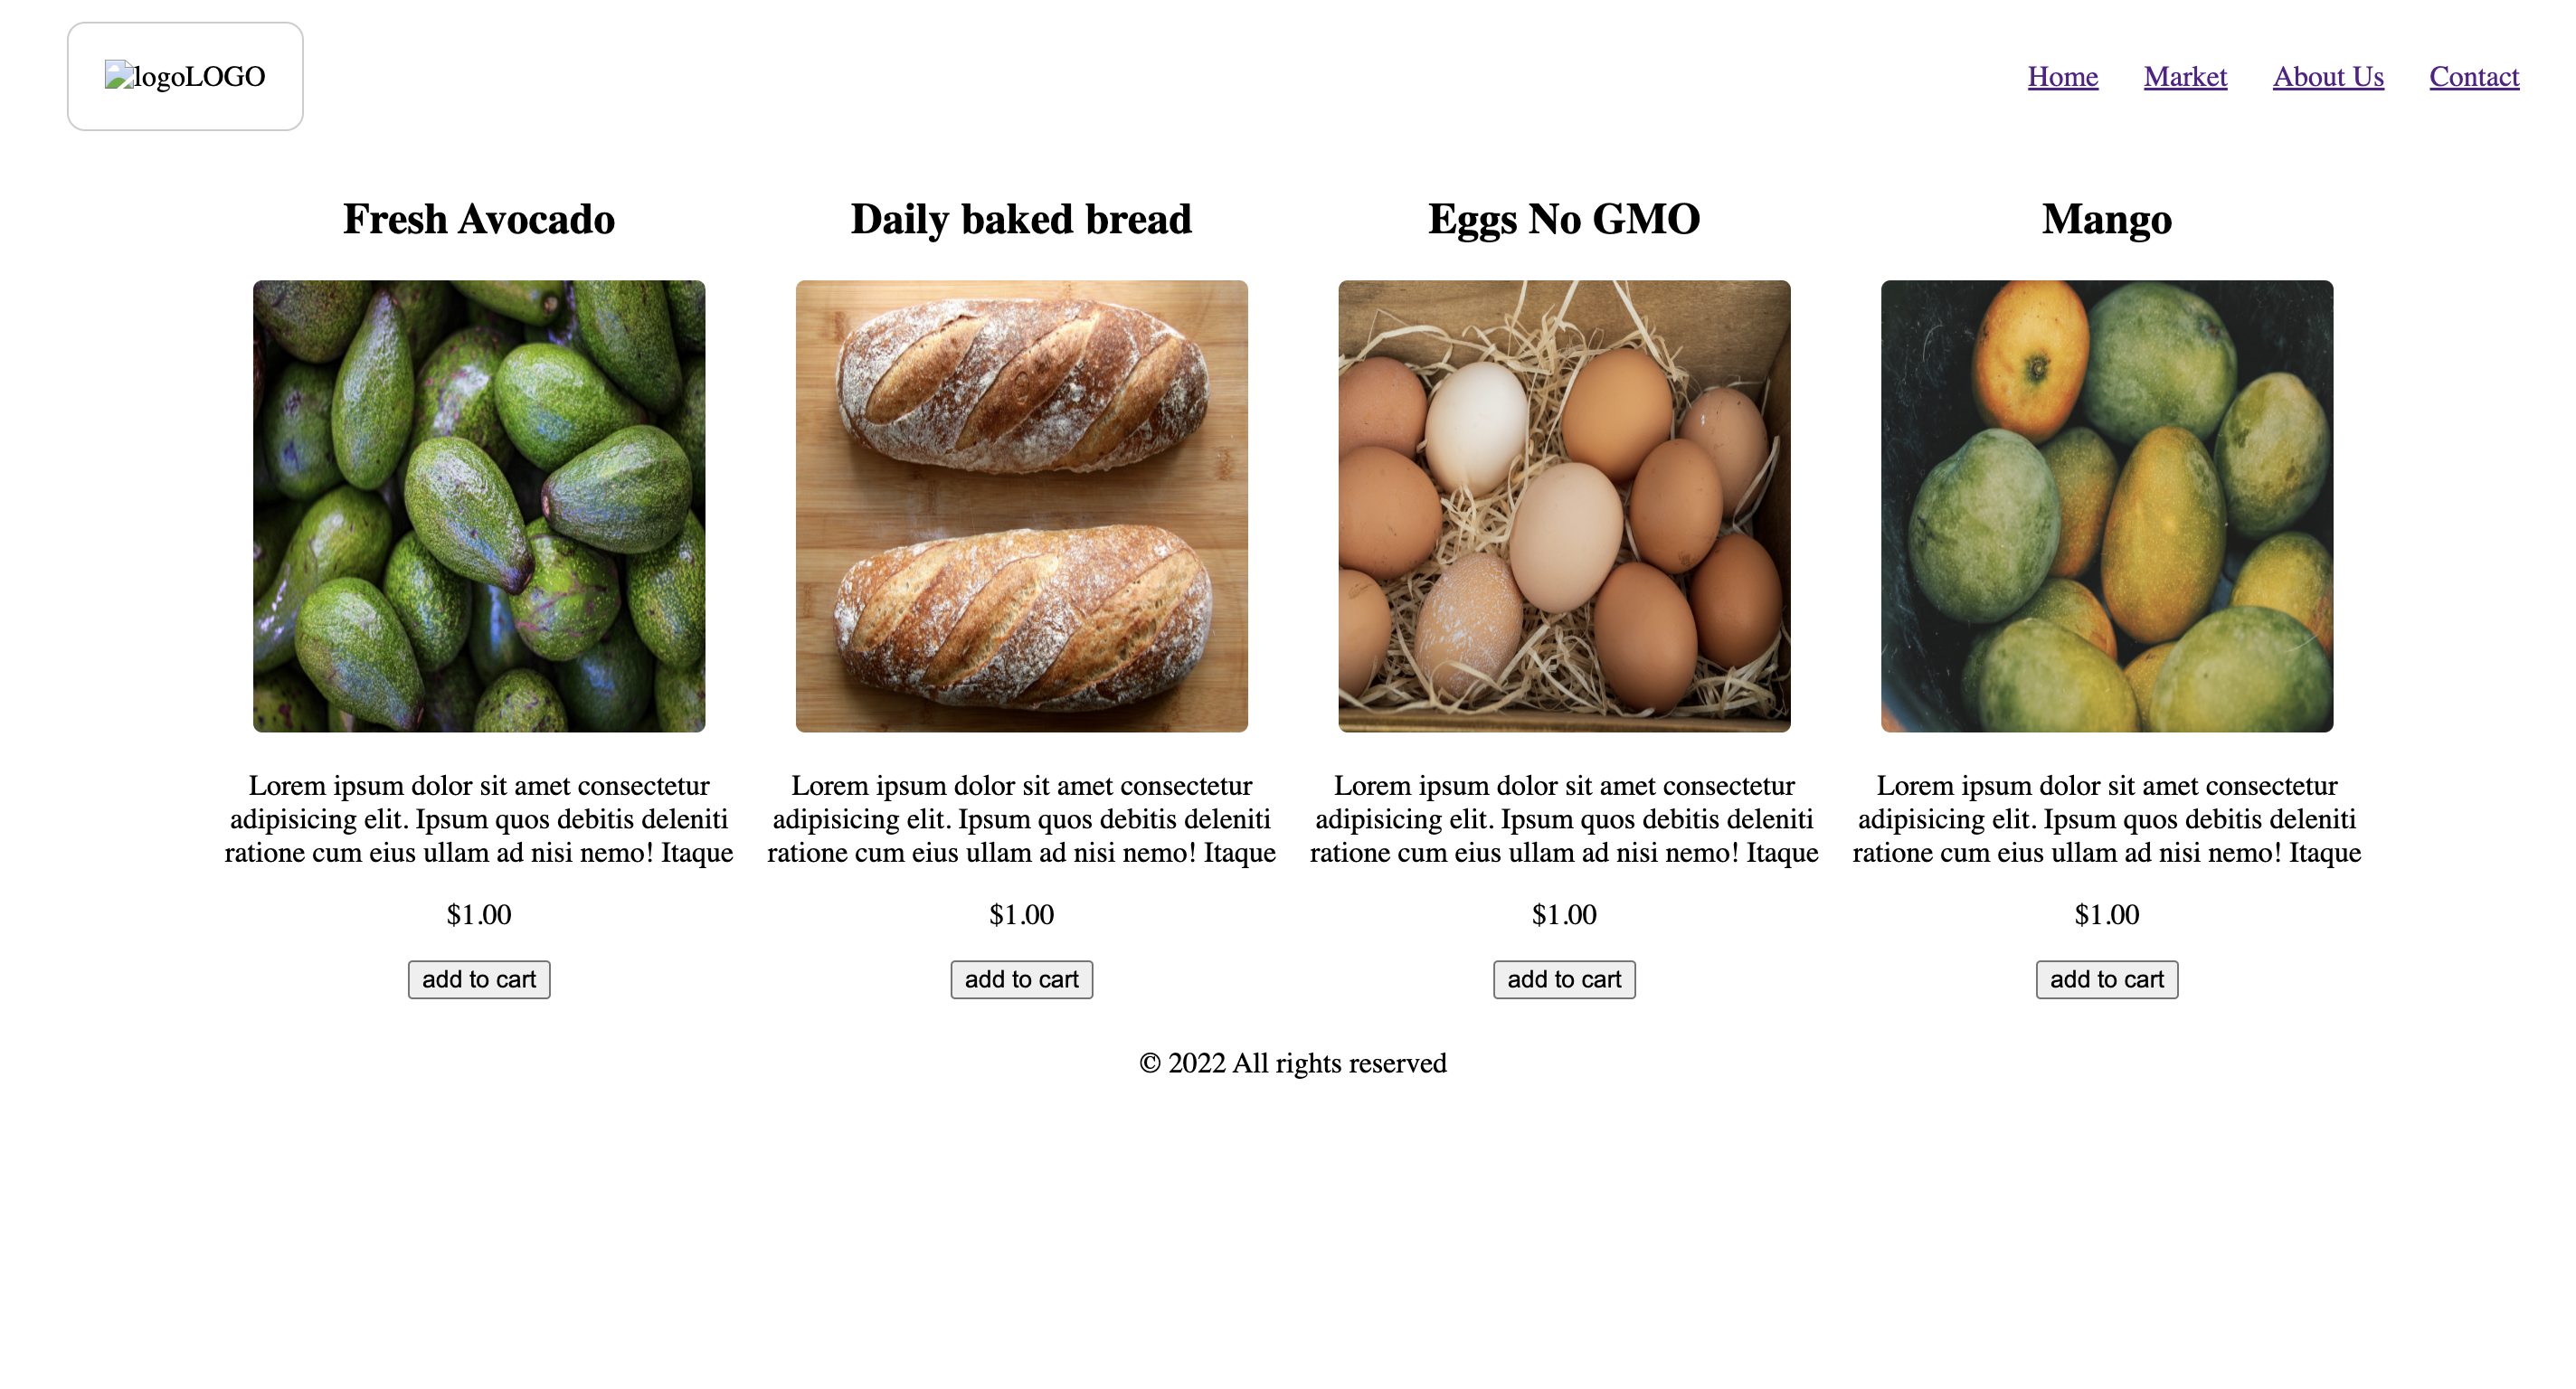 logoLOGO
Home Market About Us Contact
Fresh Avocado
Lorem ipsum dolor sit amet consectetur
adipisicing elit. Ipsum quos debitis deleniti
ratione cum eius ullam ad nisi nemo! Itaque
$1.00
add to cart
Daily baked bread
Lorem ipsum dolor sit amet consectetur
adipisicing elit. Ipsum quos debitis deleniti
ratione cum eius ullam ad nisi nemo! Itaque
$1.00
add to cart
Eggs No GMO
Lorem ipsum dolor sit amet consectetur
adipisicing elit. Ipsum quos debitis deleniti
ratione cum eius ullam ad nisi nemo! Itaque
$1.00
add to cart
Mango
Lorem ipsum dolor sit amet consectetur
adipisicing elit. Ipsum quos debitis deleniti
ratione cum eius ullam ad nisi nemo! Itaque
$1.00
add to cart
© 2022 All rights reserved